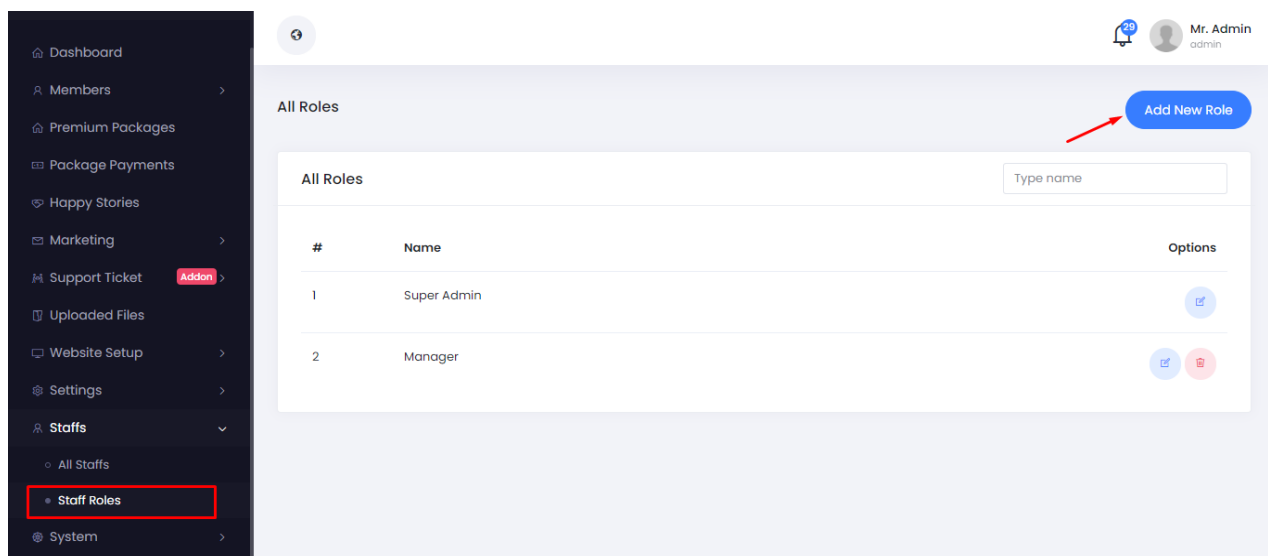 Dashboard
Members
Premium Packages
Package Payments
Happy Stories
Marketing
Support Ticket Addon
Uploaded Files
Website Setup
Settings
Staffs
All Staffs
Staff Roles
System
29
Mr. Admin
admin
All Roles
Add New Role
All Roles
Type name
# Name Options
1 Super Admin
2 Manager